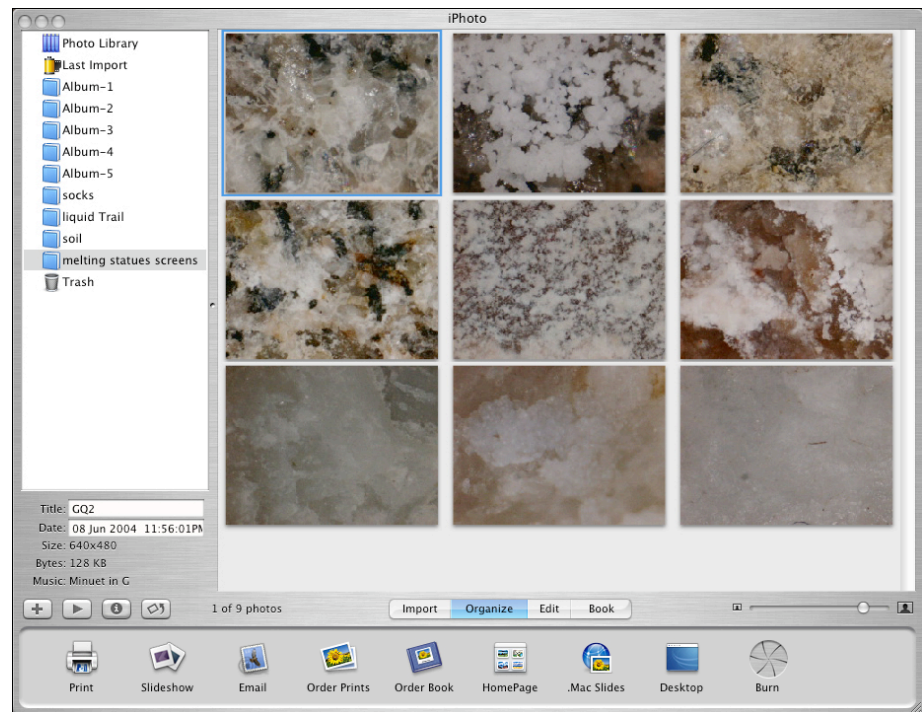 iPhoto
Photo Library
Last Import
Album-1
Album-2
Album-3
Album-4
Album-5
socks
liquid Trail
soil
melting statues screens
Trash
Title: GQ2
Date: 08 Jun 2004 11:56:01PM
Size: 640x480
Bytes: 128 KB
Music: Minuet in G
1 of 9 photos
Import Organize Edit Book
Print Slideshow Email Order Prints Order Book HomePage .Mac Slides Desktop Burn